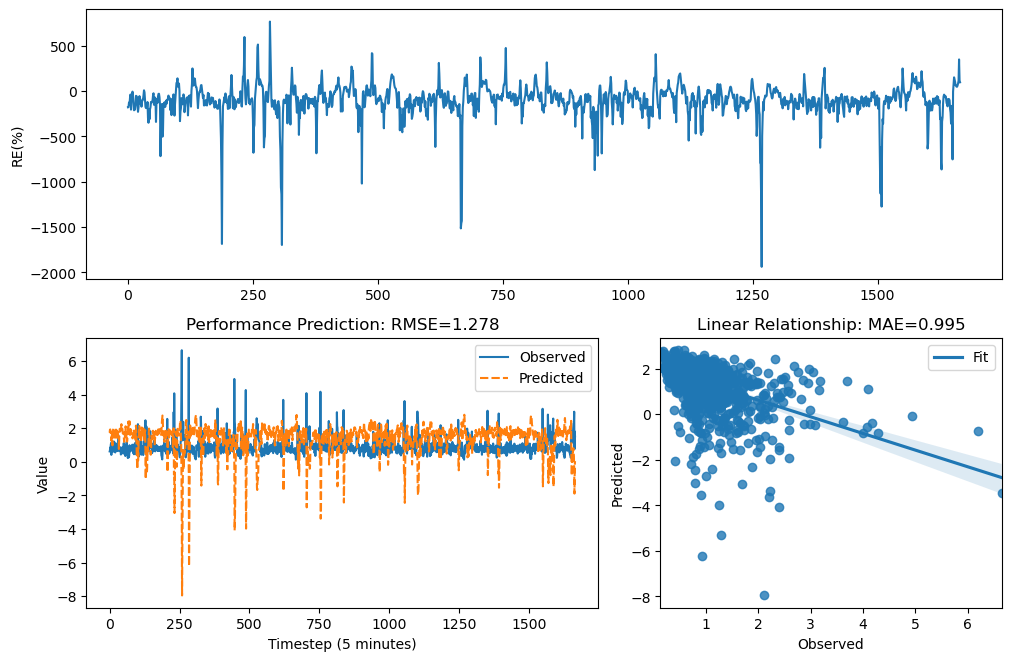 500
0
−500
−1000
−1500
−2000
RE(%)
0 250 500 750 1000 1250 1500
Performance Prediction: RMSE=1.278
Observed
Predicted
6
4
2
0
−2
−4
−6
−8
Value
0 250 500 750 1000 1250 1500
Timestep (5 minutes)
Linear Relationship: MAE=0.995
Fit
2
0
−2
−4
−6
−8
Predicted
1 2 3 4 5 6
Observed